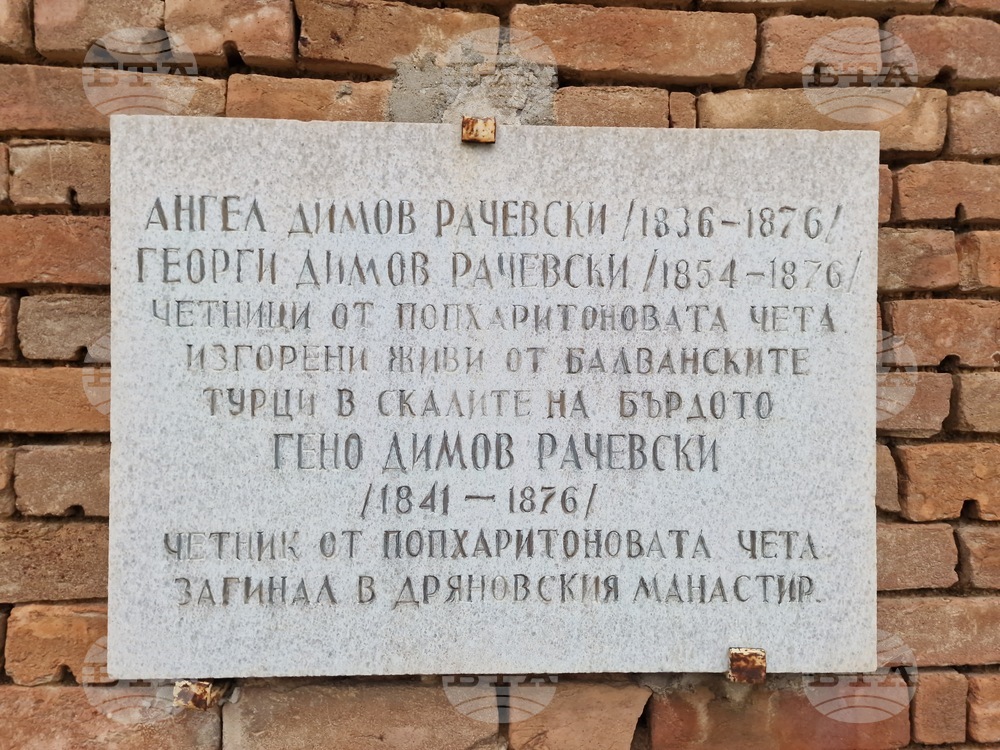 АНГЕЛ ДИМОВ РАЧЕВСКИ /1836-1876/
ГЕОРГИ ДИМОВ РАЧЕВСКИ /1854-1876/
ЧЕТНИЦИ ОТ ПОПХАРИТОНОВАТА ЧЕТА
ИЗГОРЕНИ ЖИВИ ОТ БАЛВАНСКИТЕ
ТУРЦИ В СКАЛИТЕ НА БЪРДОТО
ГЕНО ДИМОВ РАЧЕВСКИ
/1841 - 1876/
ЧЕТНИК ОТ ПОПХАРИТОНОВАТА ЧЕТА
ЗАГИНАЛ В ДРЯНОВСКИЯ МАНАСТИР.